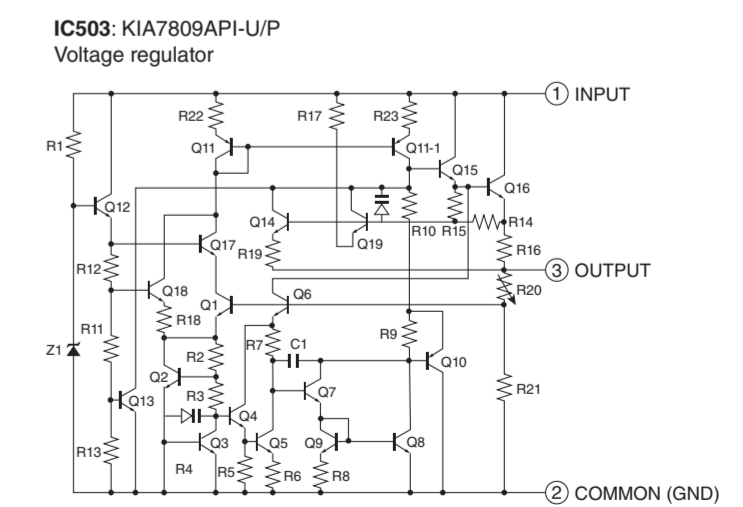 IC503: KIA7809API-U/P
Voltage regulator
1 INPUT
R22 R17 R23
R1
Q11 Q11-1 Q15
Q16
Q12
Q14 R14
R10 R15
Q17 Q19 R16
R19
R12 3 OUTPUT
Q18 Q6 R20
Q1
R18
R11 R9
R7 C1
Z1 R2 Q10
Q2 R21
R3 Q7
Q13 Q4
Q3 Q5 Q9 Q8
R13
R4 R5 R6 R8
2 COMMON (GND)